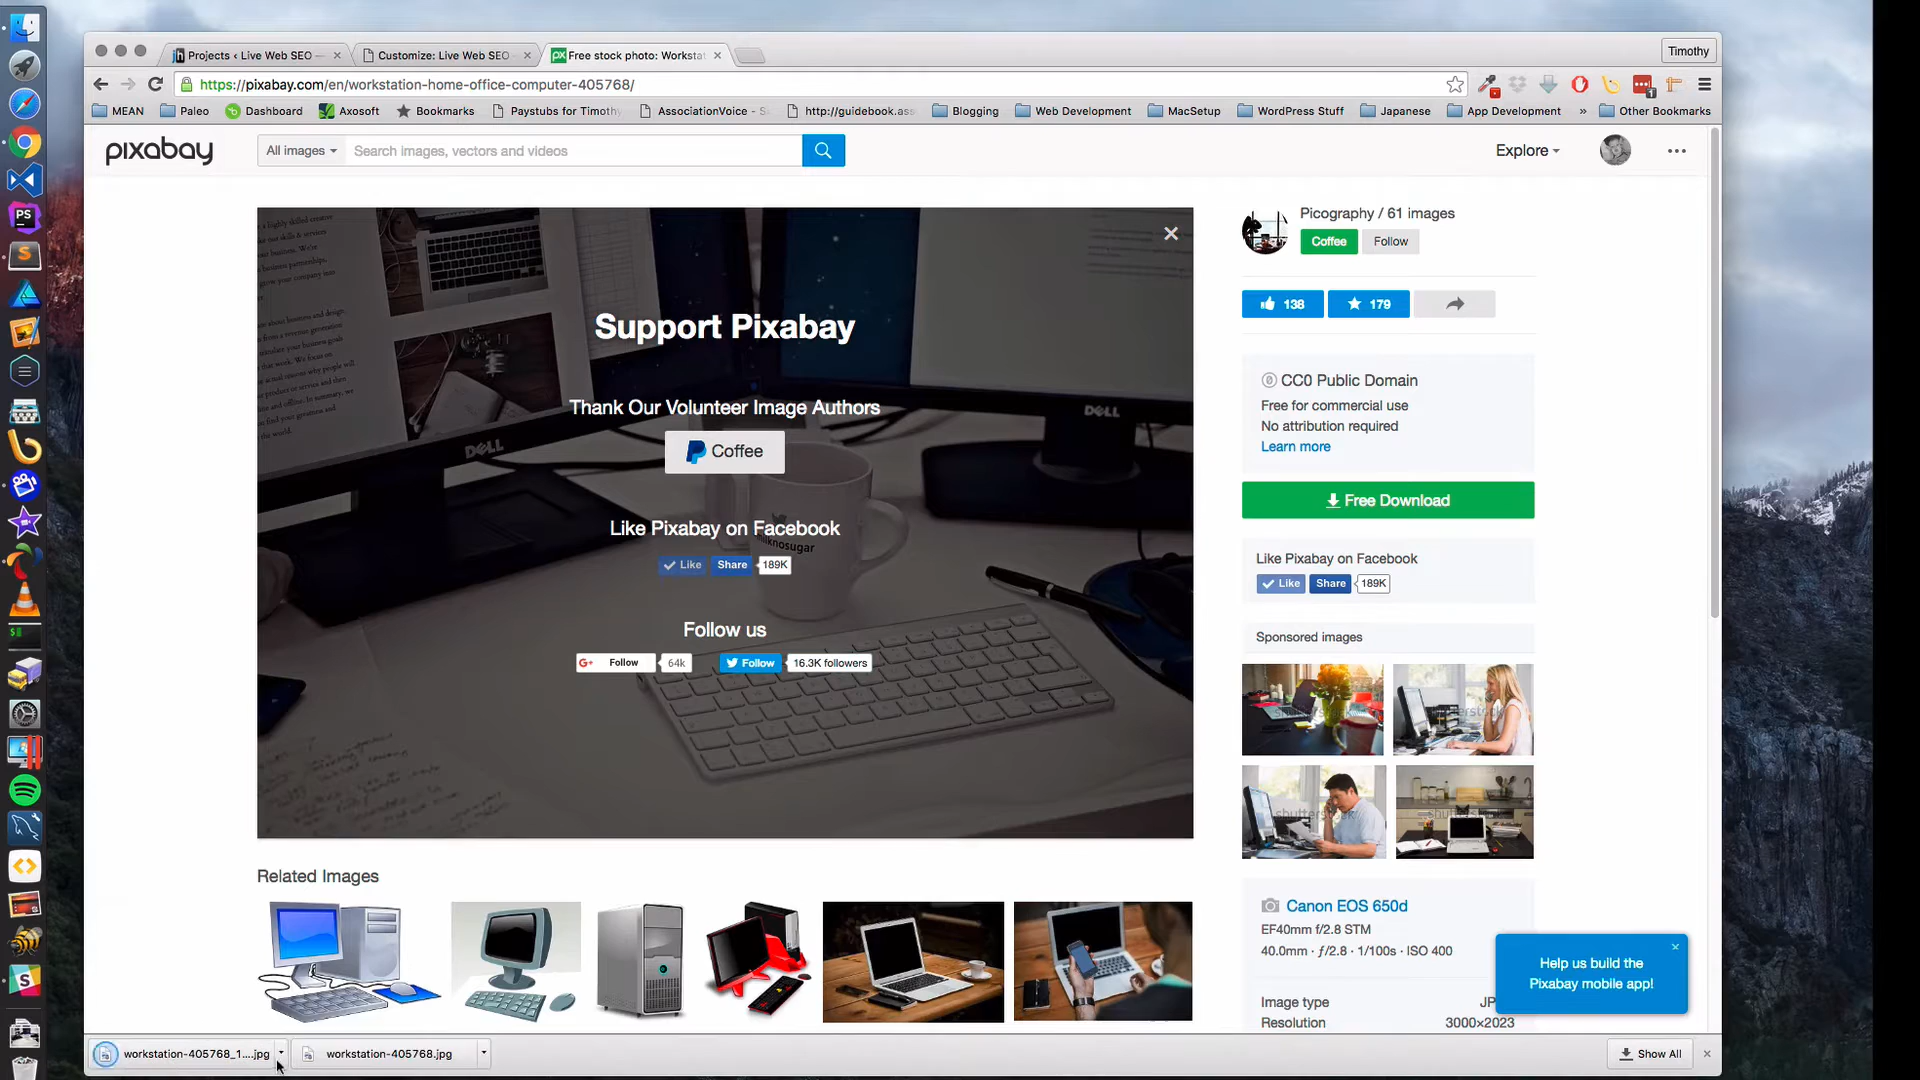 Projects ‹ Live Web SEO —
Customize: Live Web SEO
Free stock photo: Workstat
Timothy
https://pixabay.com/en/workstation-home-office-computer-405768/
MEAN
Paleo
Dashboard
Axosoft
Bookmarks
Paystubs for Timothy
AssociationVoice - S
http://guidebook.ass
Blogging
Web Development
MacSetup
WordPress Stuff
Japanese
App Development
»
Other Bookmarks
pixabay
All images
Search images, vectors and videos
Explore
Picography / 61 images
Coffee
Follow
138
179
Support Pixabay
Thank Our Volunteer Image Authors
Coffee
Like Pixabay on Facebook
Like
Share
189K
Follow us
G+
Follow
64k
Follow
16.3K followers
DELL
DELL
CC0 Public Domain
Free for commercial use
No attribution required
Learn more
Free Download
Like Pixabay on Facebook
Like
Share
189K
Sponsored images
Related Images
Canon EOS 650d
EF40mm f/2.8 STM
40.0mm · ƒ/2.8 · 1/100s · ISO 400
Image type
JP
Resolution
3000×2023
Help us build the
Pixabay mobile app!
workstation-405768_1....jpg
workstation-405768.jpg
Show All